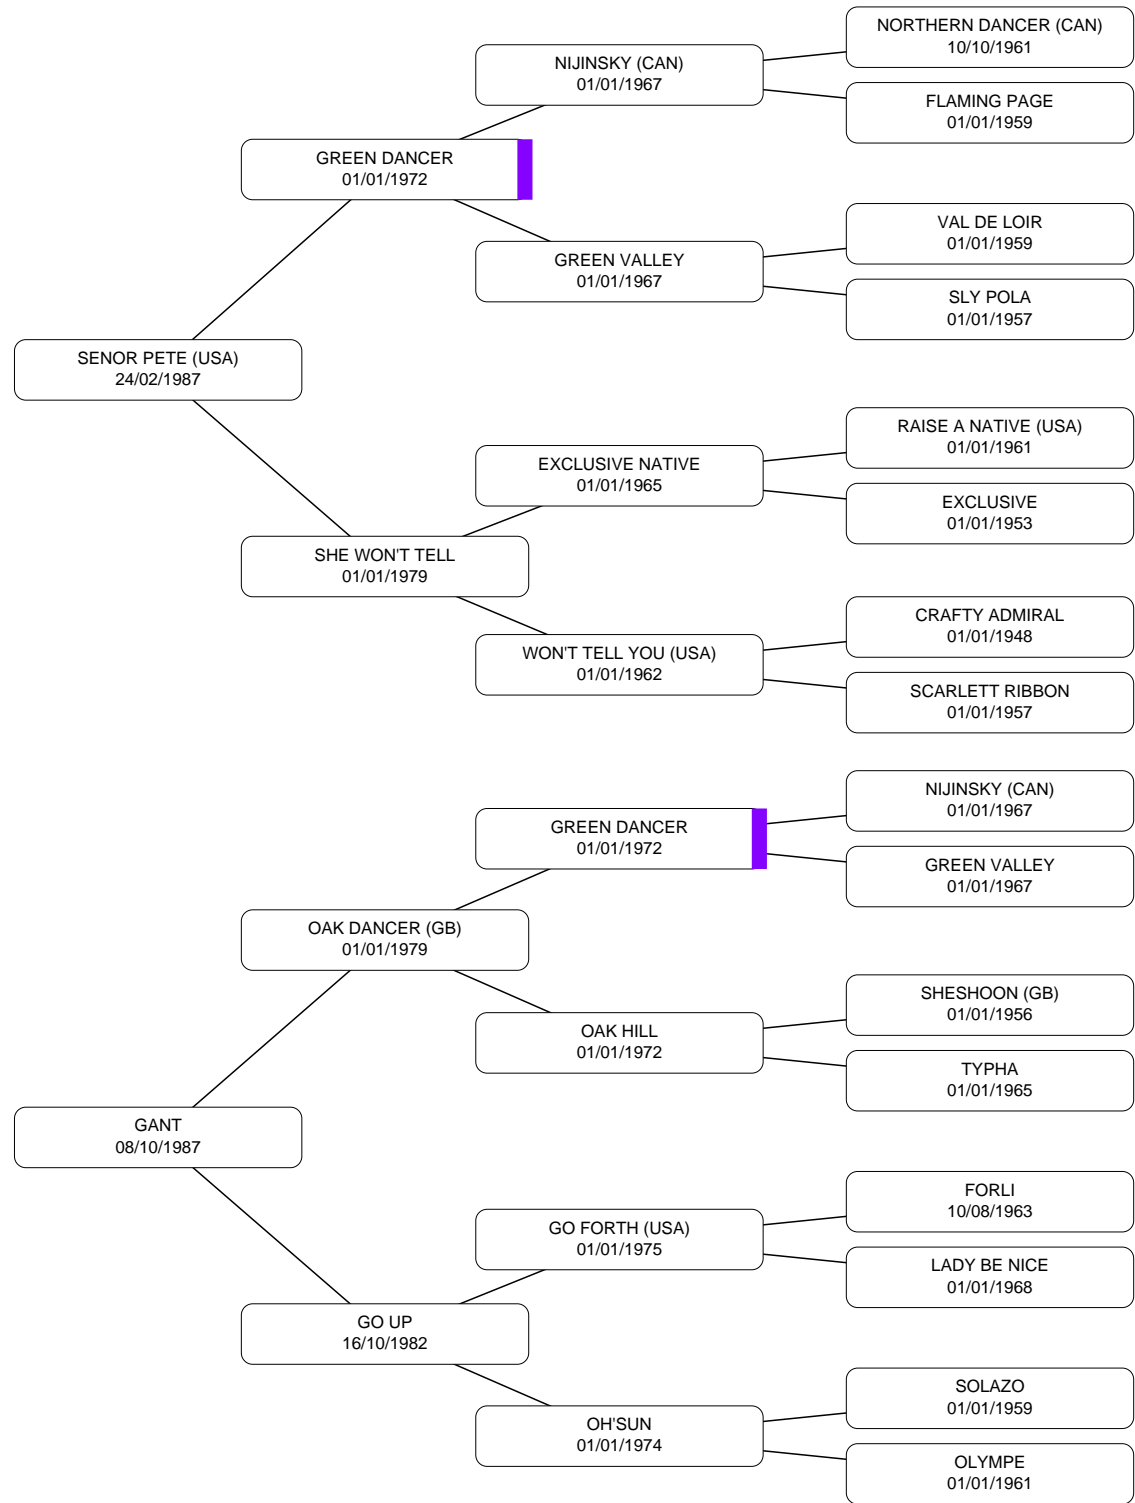 NORTHERN DANCER (CAN)
10/10/1961
NIJINSKY (CAN)
01/01/1967
FLAMING PAGE
01/01/1959
GREEN DANCER
01/01/1972
VAL DE LOIR
01/01/1959
GREEN VALLEY
01/01/1967
SLY POLA
01/01/1957
SENOR PETE (USA)
24/02/1987
RAISE A NATIVE (USA)
01/01/1961
EXCLUSIVE NATIVE
01/01/1965
EXCLUSIVE
01/01/1953
SHE WON'T TELL
01/01/1979
CRAFTY ADMIRAL
01/01/1948
WON'T TELL YOU (USA)
01/01/1962
SCARLETT RIBBON
01/01/1957
NIJINSKY (CAN)
01/01/1967
GREEN DANCER
01/01/1972
GREEN VALLEY
01/01/1967
OAK DANCER (GB)
01/01/1979
SHESHOON (GB)
01/01/1956
OAK HILL
01/01/1972
TYPHA
01/01/1965
GANT
08/10/1987
FORLI
10/08/1963
GO FORTH (USA)
01/01/1975
LADY BE NICE
01/01/1968
GO UP
16/10/1982
SOLAZO
01/01/1959
OH'SUN
01/01/1974
OLYMPE
01/01/1961